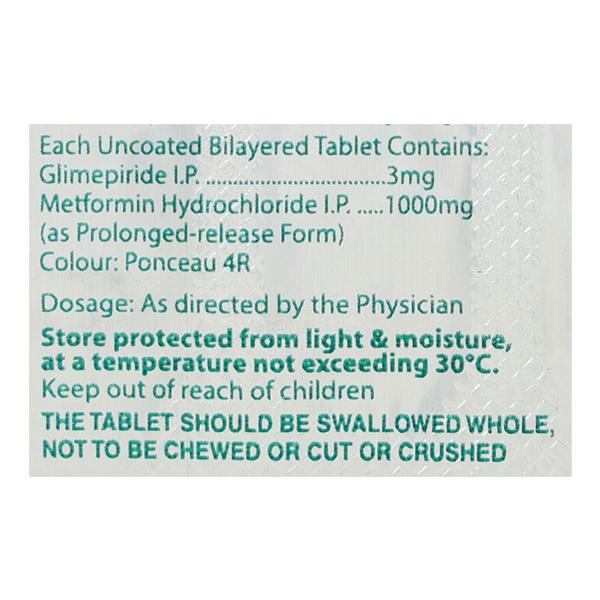 Each Uncoated Bilayered Tablet Contains:
Glimepiride I.P. ....................................3mg
Metformin Hydrochloride I.P. .....1000mg
(as Prolonged-release Form)
Colour: Ponceau 4R
Dosage: As directed by the Physician
Store protected from light & moisture,
at a temperature not exceeding 30°C.
Keep out of reach of children
THE TABLET SHOULD BE SWALLOWED WHOLE,
NOT TO BE CHEWED OR CUT OR CRUSHED